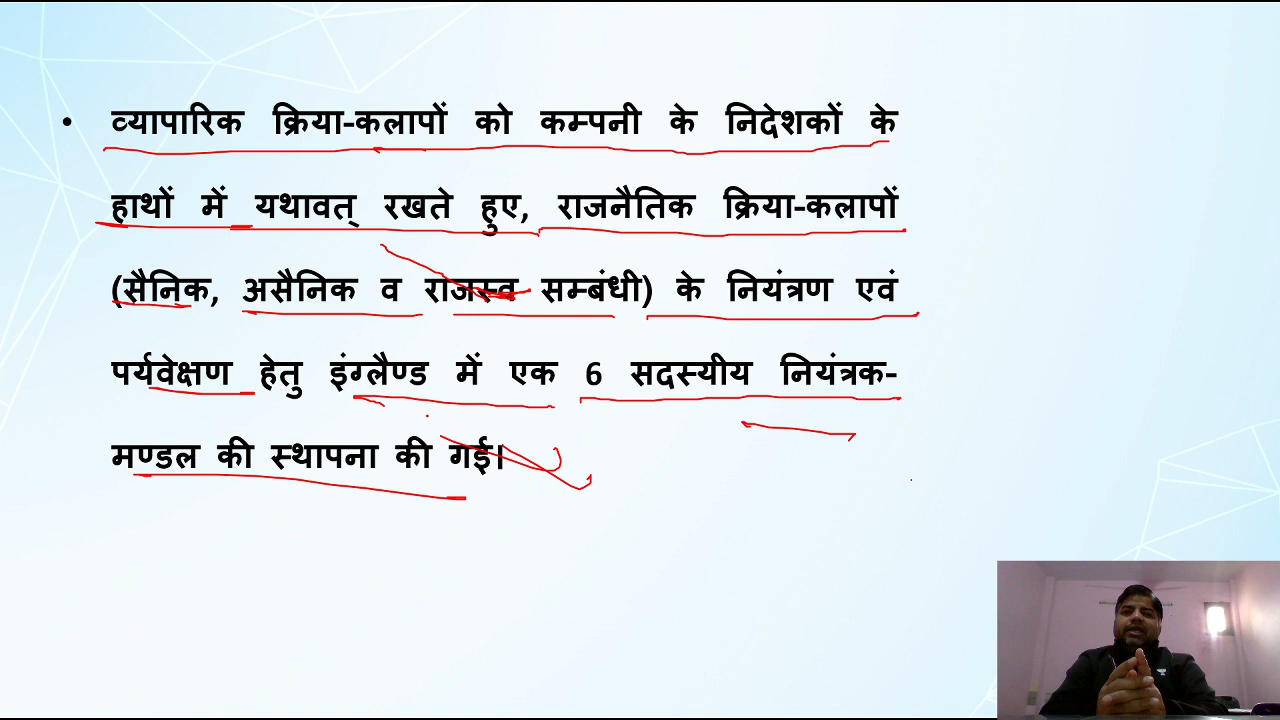 • व्यापारिक क्रिया-कलापों को कम्पनी के निदेशकों के
हाथों में यथावत् रखते हुए, राजनैतिक क्रिया-कलापों
(सैनिक, असैनिक व राजस्व सम्बंधी) के नियंत्रण एवं
पर्यवेक्षण हेतु इंग्लैण्ड में एक 6 सदस्यीय नियंत्रक-
मण्डल की स्थापना की गई।